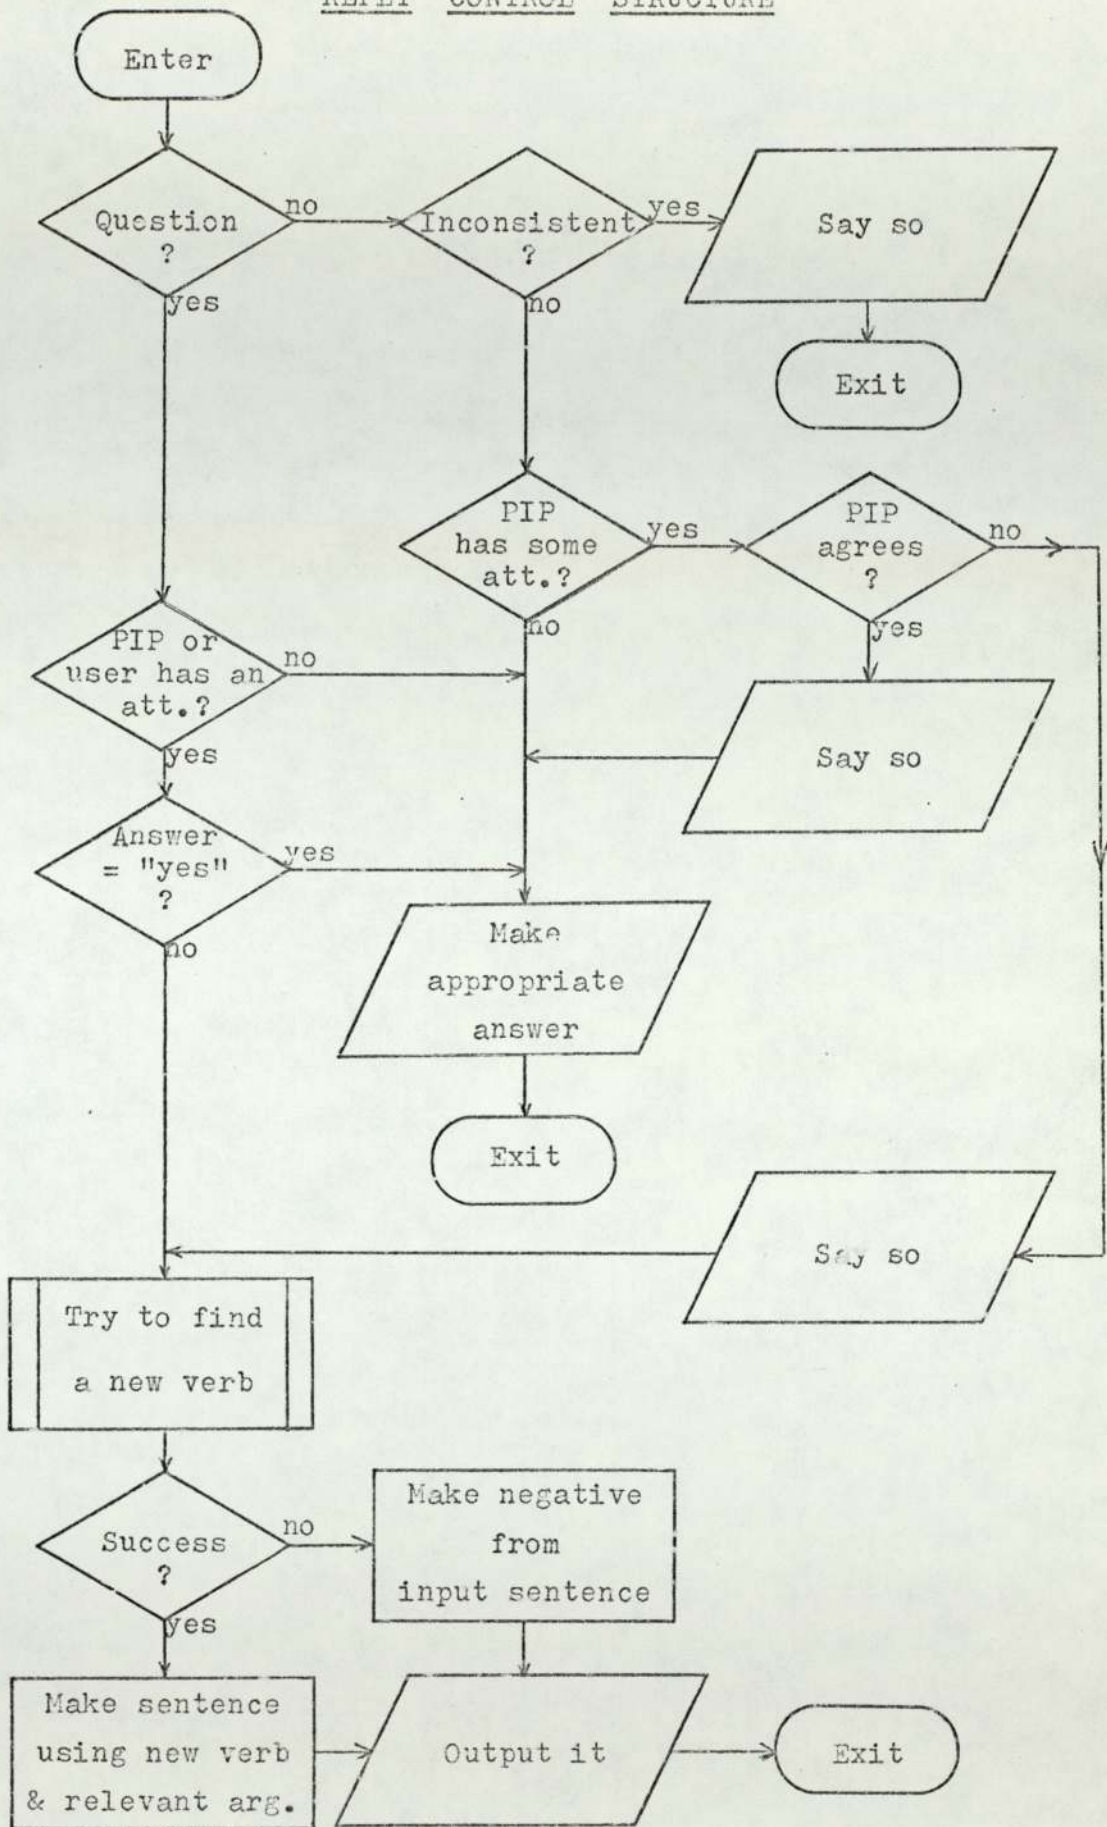 CONTROL STRUCTURE
Enter
Question
?
no
yes
Inconsistent
?
yes
no
Say so
Exit
PIP
has some
att.?
yes
no
PIP
agrees
?
no
yes
PIP or
user has an
att.?
no
yes
Say so
Answer
= "yes"
?
yes
no
Make
appropriate
answer
Exit
Say so
Try to find
a new verb
Success
?
no
yes
Make negative
from
input sentence
Make sentence
using new verb
& relevant arg.
Output it
Exit